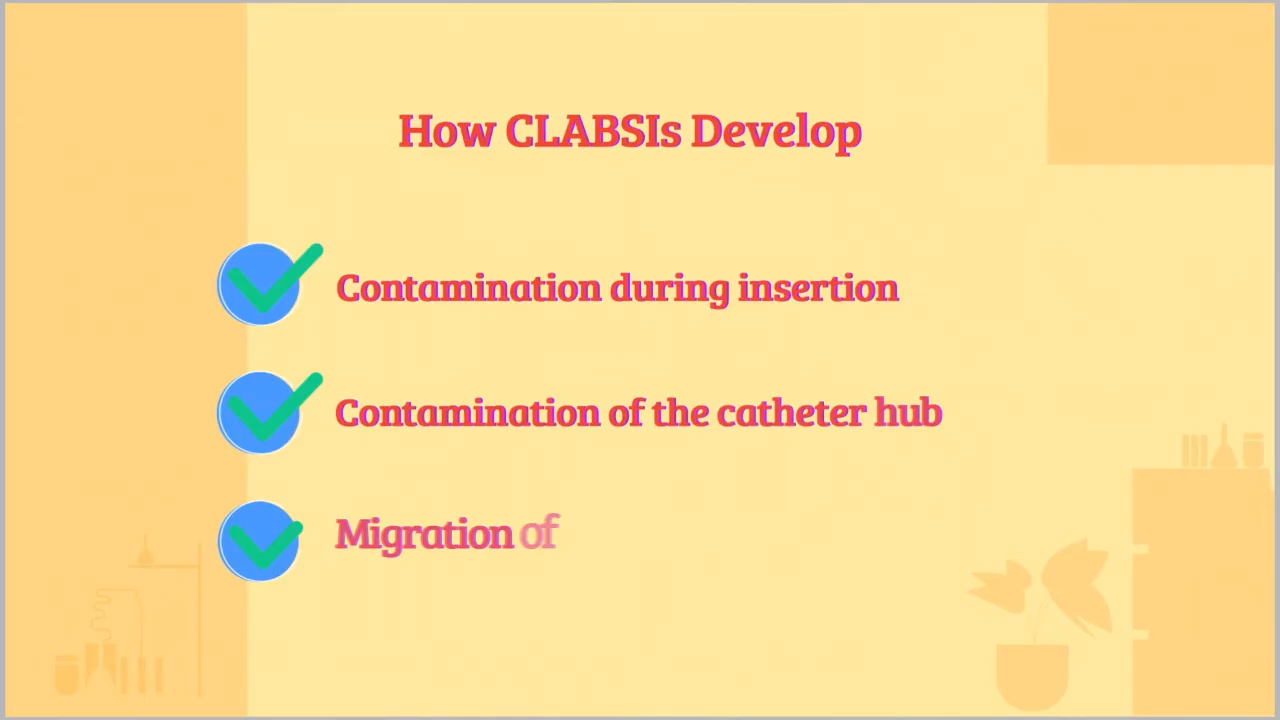 How CLABSIs Develop
Contamination during insertion
Contamination of the catheter hub
Migration of